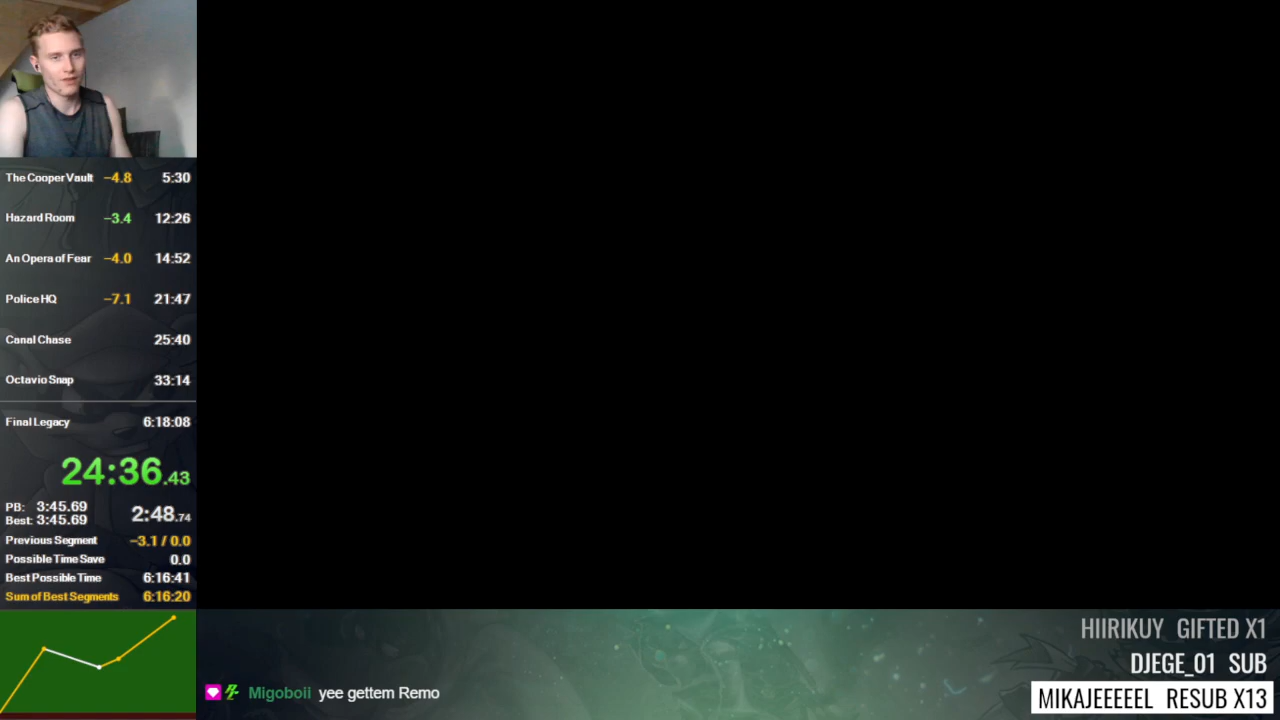 The Cooper Vault −4.8 5:30
Hazard Room −3.4 12:26
An Opera of Fear −4.0 14:52
Police HQ −7.1 21:47
Canal Chase 25:40
Octavio Snap 33:14
Final Legacy 6:18:08
24:36.43
PB: 3:45.69
Best: 3:45.69
2:48.74
Previous Segment −3.1 / 0.0
Possible Time Save 0.0
Best Possible Time 6:16:41
Sum of Best Segments 6:16:20
Migoboii yee gettem Remo
HIIRIKUY GIFTED X1
DJEGE_01 SUB
MIKAJEEEEEL RESUB X13